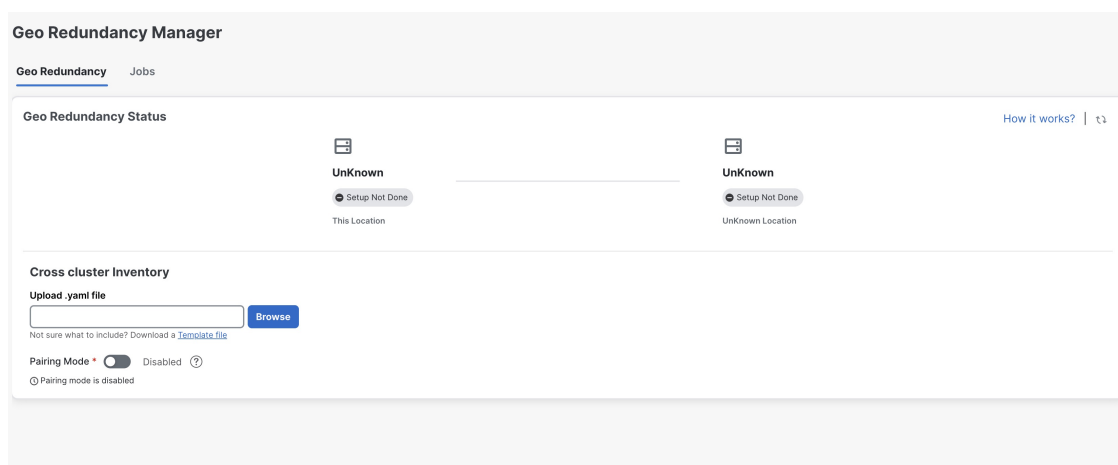 Geo Redundancy Manager
Geo Redundancy Jobs
Geo Redundancy Status
How it works?
UnKnown
Setup Not Done
This Location
UnKnown
Setup Not Done
UnKnown Location
Cross cluster Inventory
Upload .yaml file
Browse
Not sure what to include? Download a Template file
Pairing Mode * Disabled ?
Pairing mode is disabled